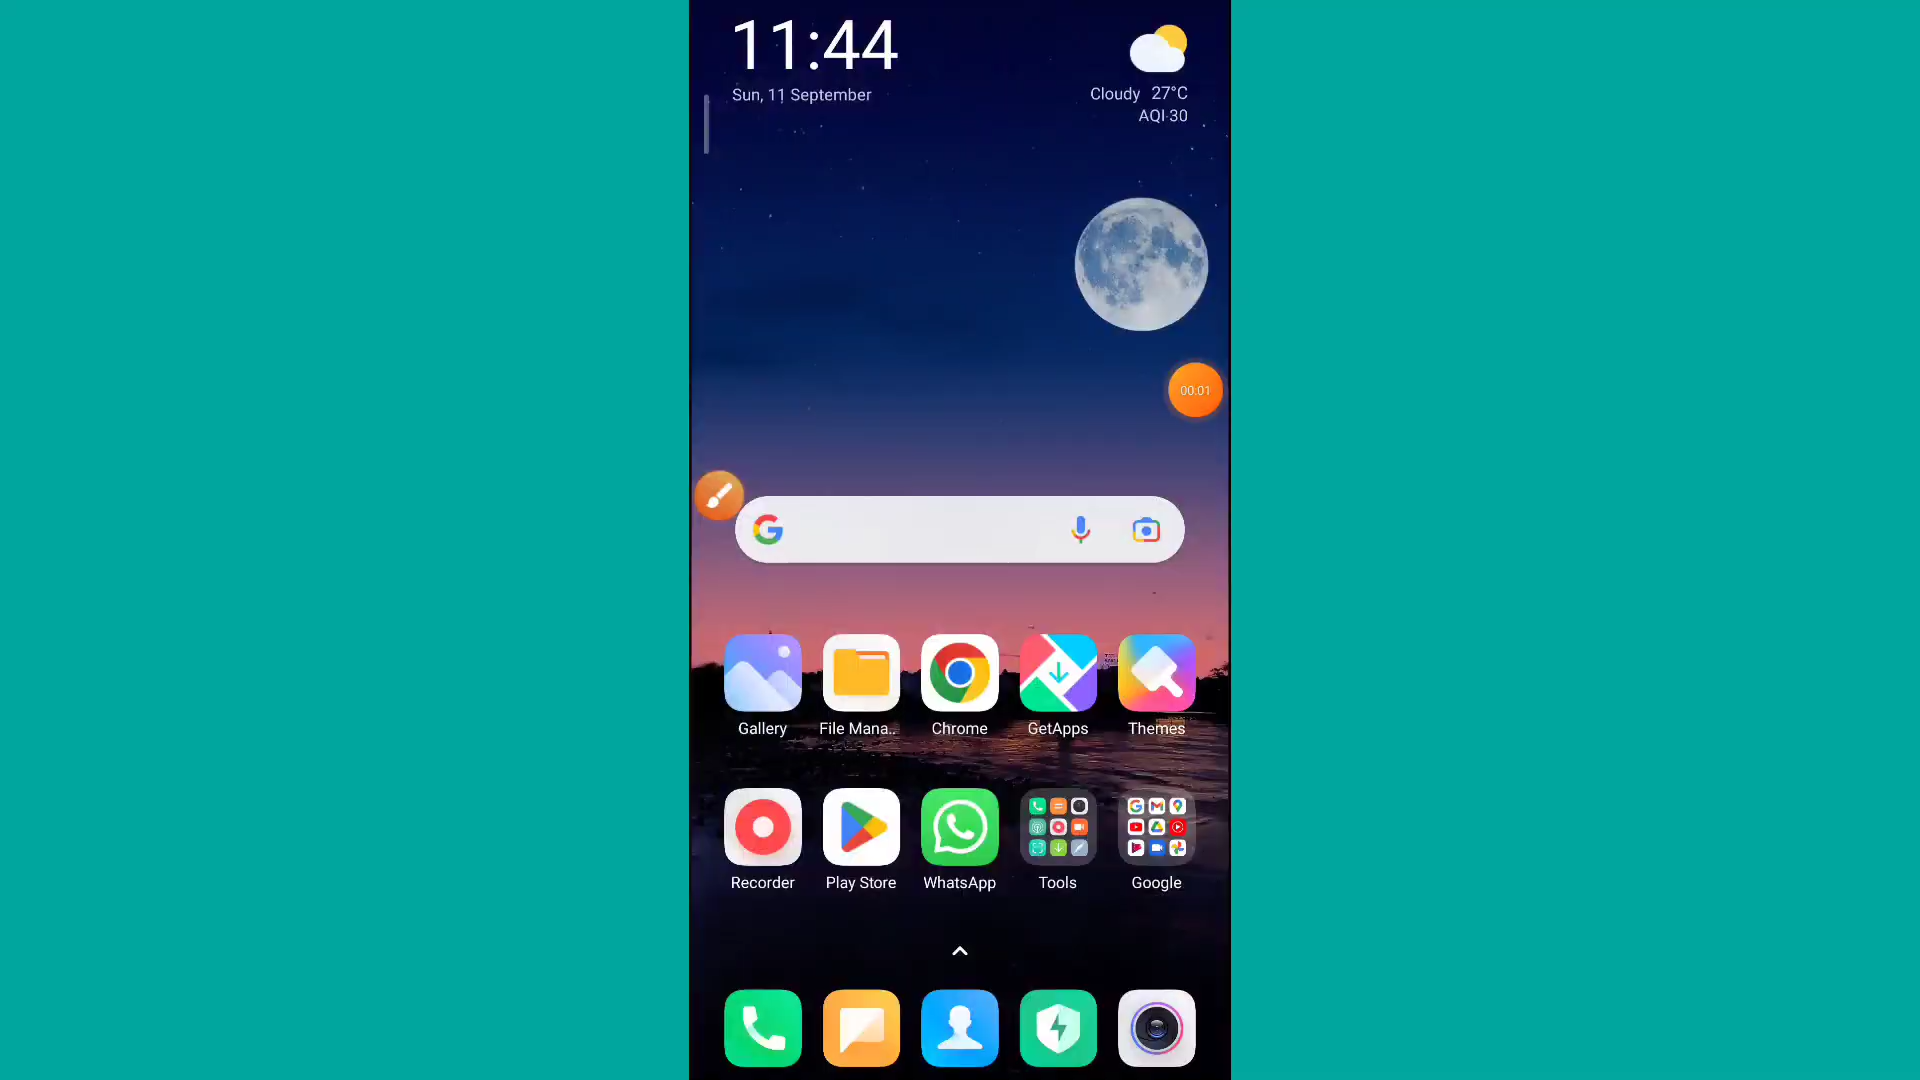 11:44
Sun, 11 September
Cloudy 27°C
AQI 30
00:01
Gallery
File Mana..
Chrome
GetApps
Themes
Recorder
Play Store
WhatsApp
Tools
Google